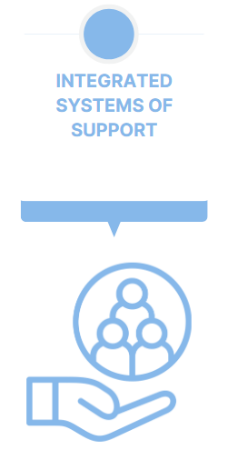 INTEGRATED
SYSTEMS OF
SUPPORT